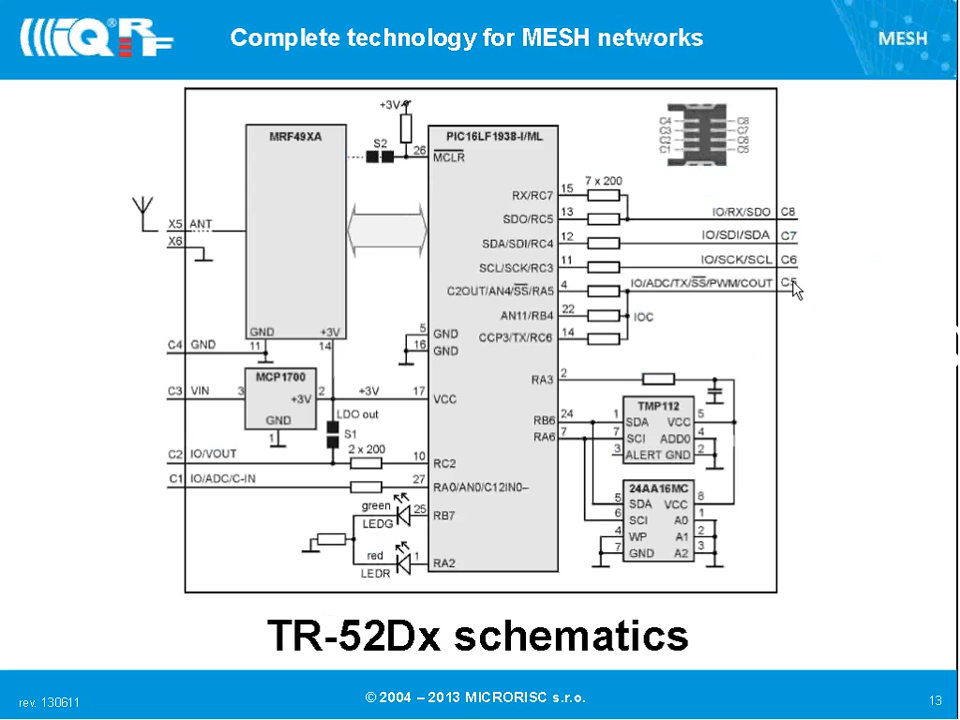 IQRF
Complete technology for MESH networks
MESH
+3V
MRF49XA
S2
26
PIC16LF1938-I/ML
MCLR
C4
C3
C2
C1
C8
C7
C6
C5
RX/RC7
15
7 x 200
SDO/RC5
13
IO/RX/SDO
C8
X5
ANT
X6
SDA/SDI/RC4
12
IO/SDI/SDA
C7
SCL/SCK/RC3
11
IO/SCK/SCL
C6
C2OUT/AN4/SS/RA5
4
IO/ADC/TX/SS/PWM/COUT
C5
AN11/RB4
22
IOC
CCP3/TX/RC6
14
GND
+3V
11
14
5
GND
16
GND
C4
GND
MCP1700
RA3
2
C3
VIN
3
+3V
2
+3V
17
VCC
GND
1
LDO out
S1
TMP112
RB6
24
1
SDA
VCC
5
RA6
7
7
SCI
ADD0
4
3
ALERT
GND
2
C2
IO/VOUT
2 x 200
10
RC2
C1
IO/ADC/C-IN
27
RA0/AN0/C12IN0–
24AA16MC
5
SDA
VCC
8
6
SCI
A0
1
4
WP
A1
2
7
GND
A2
3
green
LEDG
25
RB7
red
LEDR
1
RA2
TR-52Dx schematics
rev. 130611
© 2004 – 2013 MICRORISC s.r.o.
13